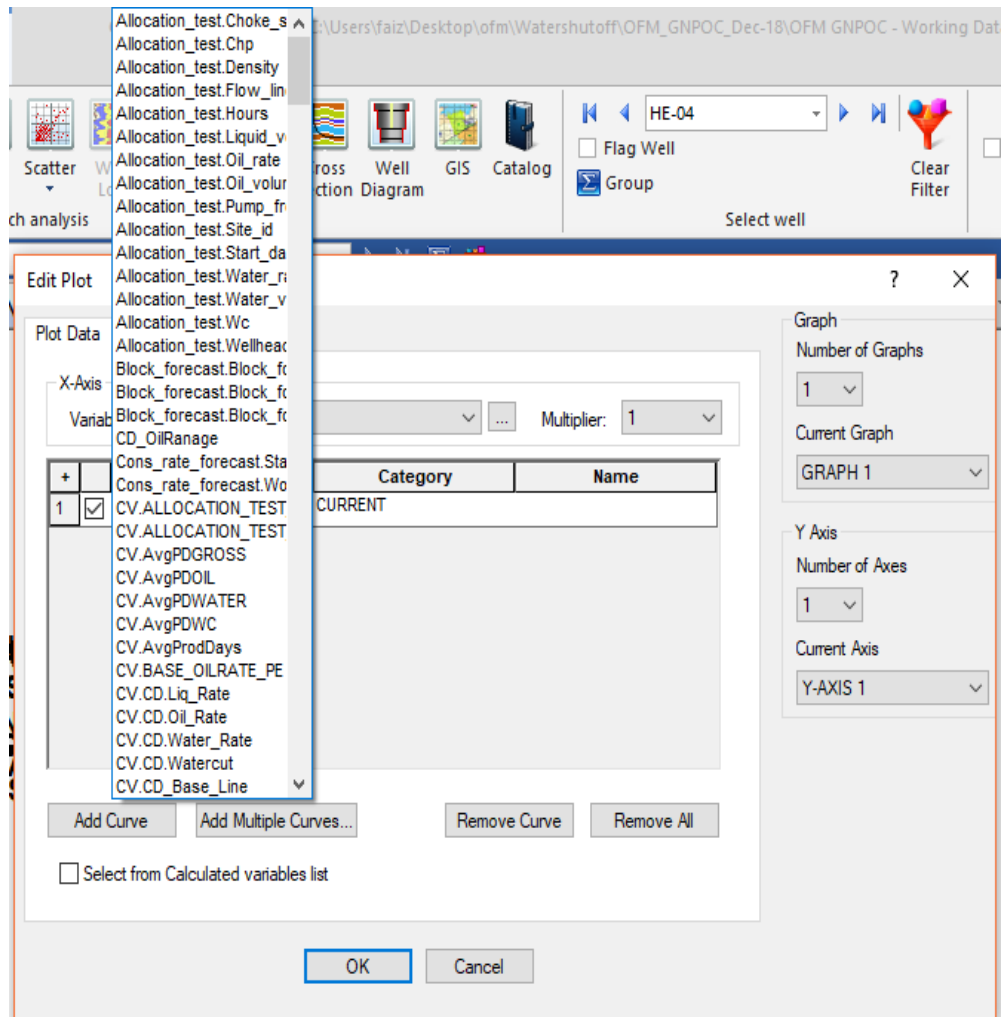 :\Users\faiz\Desktop\ofm\Watershutoff\OFM_GNPOC_Dec-18\OFM GNPOC - Working Dat
Allocation_test.Choke_s
Allocation_test.Chp
Allocation_test.Density
Allocation_test.Flow_lin
Allocation_test.Hours
Allocation_test.Liquid_v
Allocation_test.Oil_rate
Allocation_test.Oil_volur
Allocation_test.Pump_fr
Allocation_test.Site_id
Allocation_test.Start_da
Allocation_test.Water_ra
Allocation_test.Water_v
Allocation_test.Wc
Allocation_test.Wellhead
Block_forecast.Block_fo
Block_forecast.Block_fo
Block_forecast.Block_fo
CD_OilRanage
Cons_rate_forecast.Sta
Cons_rate_forecast.Wo
CV.ALLOCATION_TEST
CV.ALLOCATION_TEST
CV.AvgPDGROSS
CV.AvgPDOIL
CV.AvgPDWATER
CV.AvgPDWC
CV.AvgProdDays
CV.BASE_OILRATE_PE
CV.CD.Liq_Rate
CV.CD.Oil_Rate
CV.CD.Water_Rate
CV.CD.Watercut
CV.CD_Base_Line
Scatter
ross
ction
Well
Diagram
GIS
Catalog
HE-04
Flag Well
Group
Clear
Filter
ch analysis
Select well
Edit Plot
? X
Plot Data
X-Axis
Variab
...
Multiplier: 1
+ Category Name
1 CURRENT
Add Curve Add Multiple Curves... Remove Curve Remove All
Select from Calculated variables list
Graph
Number of Graphs
1
Current Graph
GRAPH 1
Y Axis
Number of Axes
1
Current Axis
Y-AXIS 1
OK Cancel